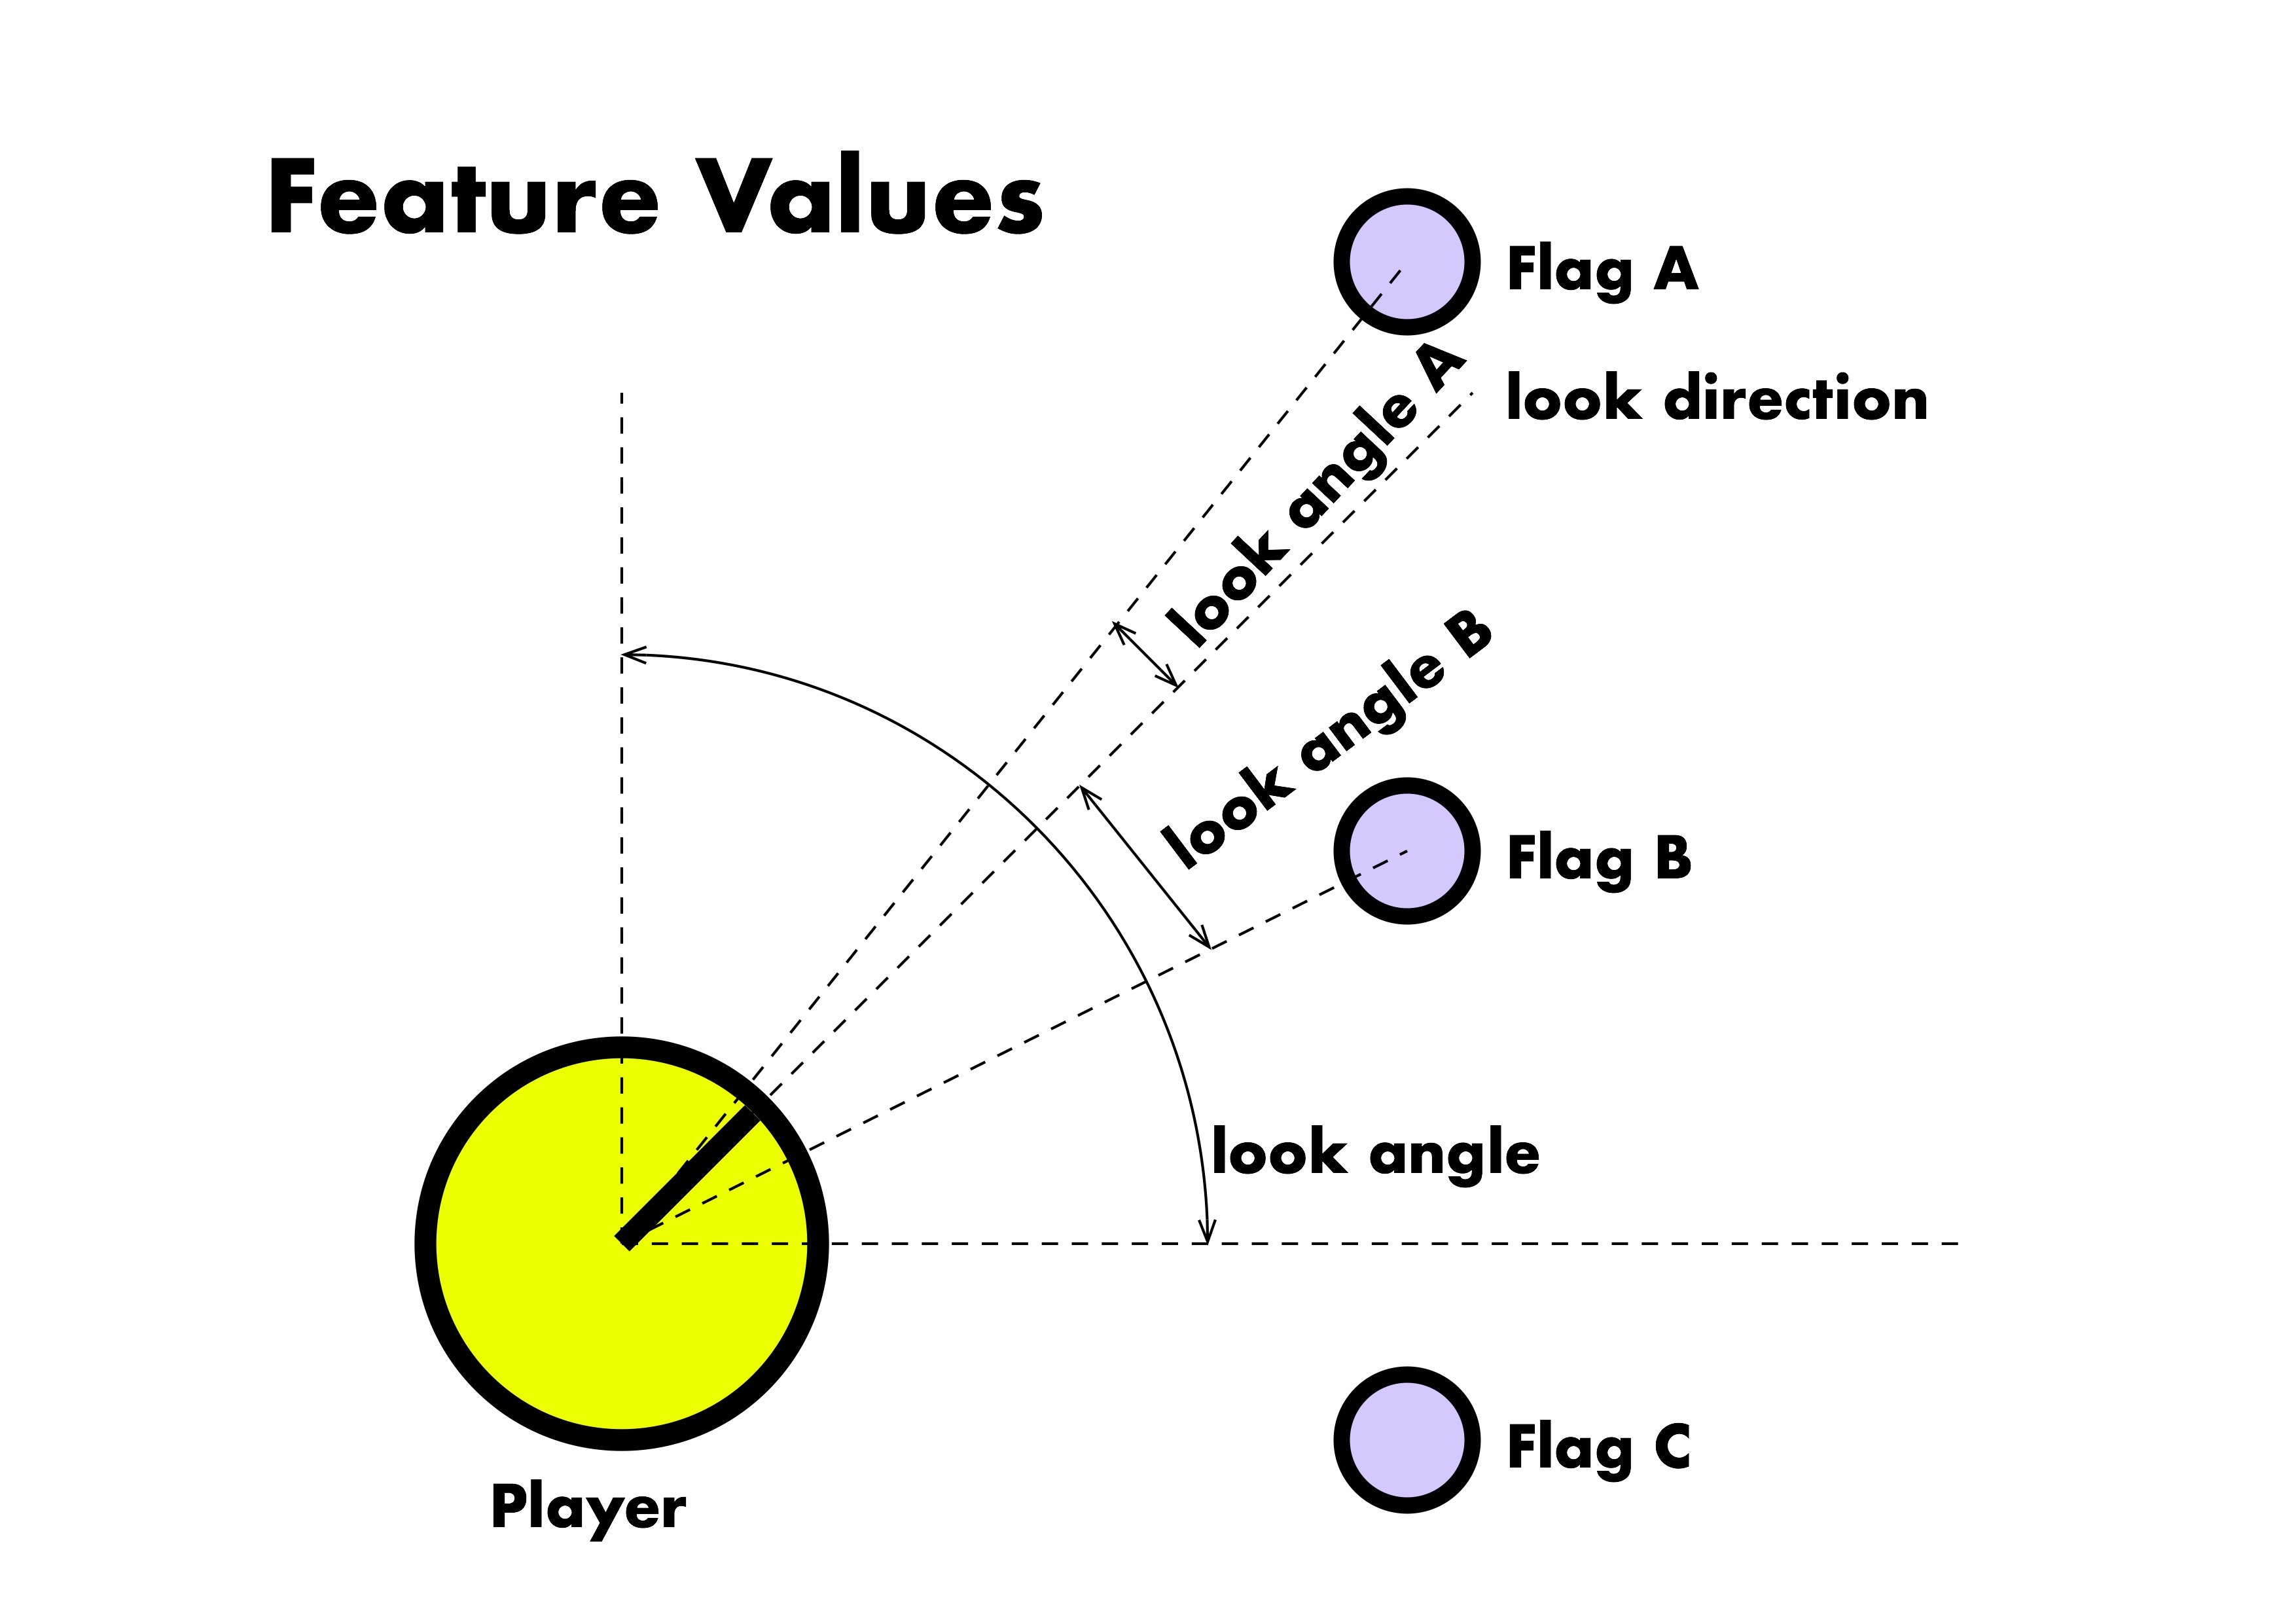 Feature Values
Flag A
look direction
look angle A
look angle B
Flag B
look angle
Flag C
Player